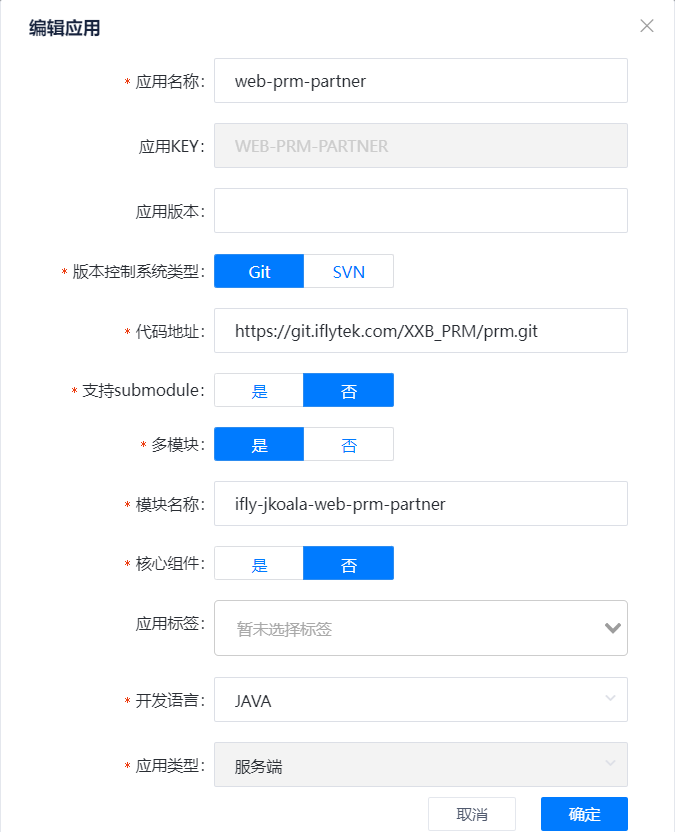 编辑应用
* 应用名称： web-prm-partner
应用KEY： WEB-PRM-PARTNER
应用版本：
* 版本控制系统类型： Git SVN
* 代码地址： https://git.iflytek.com/XXB_PRM/prm.git
* 支持submodule： 是 否
* 多模块： 是 否
* 模块名称： ifly-jkoala-web-prm-partner
* 核心组件： 是 否
应用标签： 暂未选择标签
* 开发语言： JAVA
* 应用类型： 服务端
取消 确定